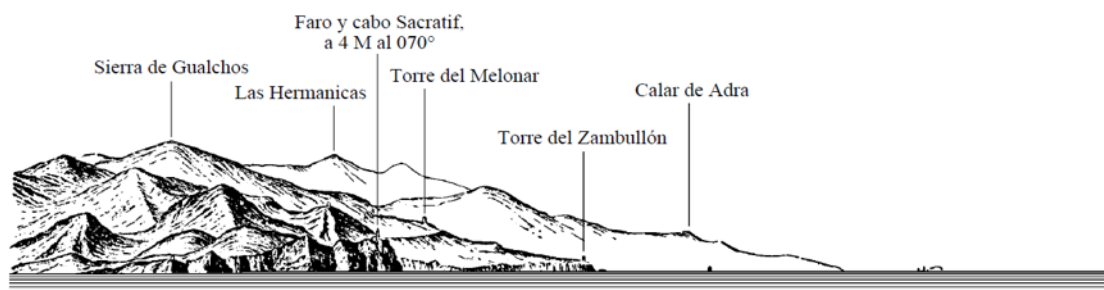 Faro y cabo Sacratif,
a 4 M al 070°
Sierra de Gualchos
Las Hermanicas
Torre del Melonar
Calar de Adra
Torre del Zambullón